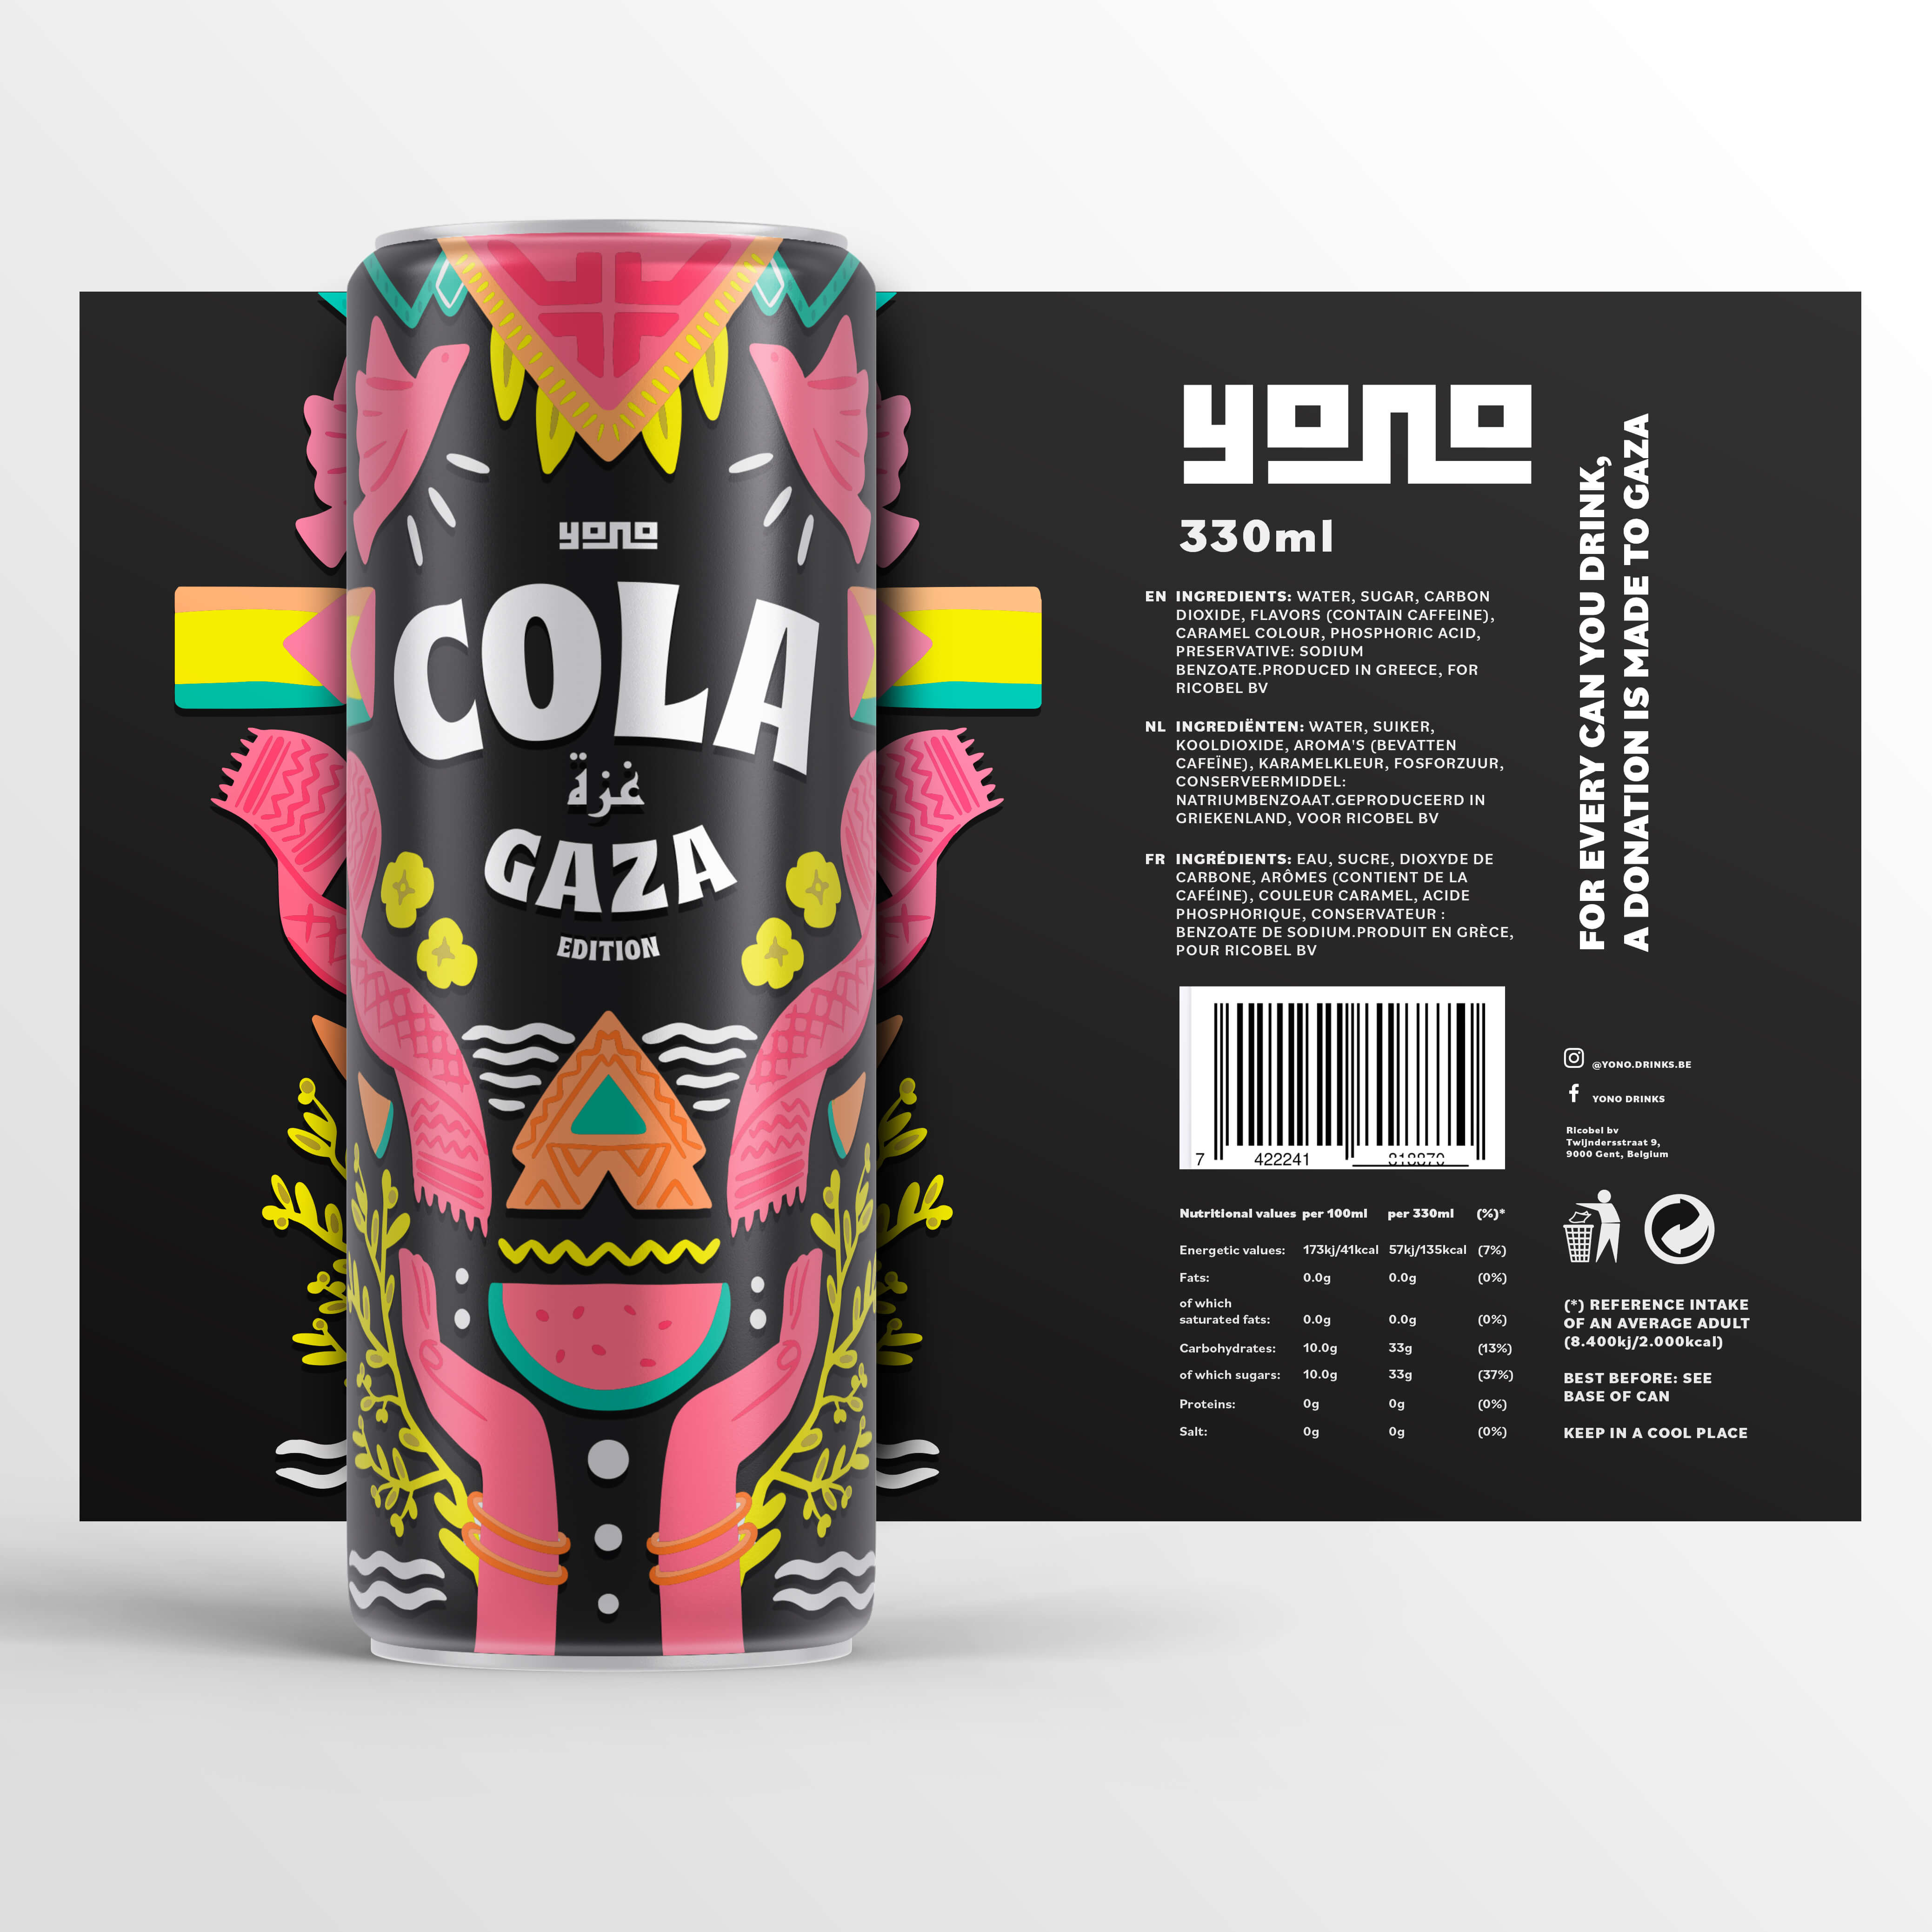 yono
COLA
غزة
GAZA
EDITION
yono
330ml
EN INGREDIENTS: WATER, SUGAR, CARBON
DIOXIDE, FLAVORS (CONTAIN CAFFEINE),
CARAMEL COLOUR, PHOSPHORIC ACID,
PRESERVATIVE: SODIUM
BENZOATE.PRODUCED IN GREECE, FOR
RICOBEL BV
NL INGREDIËNTEN: WATER, SUIKER,
KOOLDIOXIDE, AROMA'S (BEVATTEN
CAFEÏNE), KARAMELKLEUR, FOSFORZUUR,
CONSERVEERMIDDEL:
NATRIUMBENZOAAT.GEPRODUCEERD IN
GRIEKENLAND, VOOR RICOBEL BV
FR INGRÉDIENTS: EAU, SUCRE, DIOXYDE DE
CARBONE, ARÔMES (CONTIENT DE LA
CAFÉINE), COULEUR CARAMEL, ACIDE
PHOSPHORIQUE, CONSERVATEUR :
BENZOATE DE SODIUM.PRODUIT EN GRÈCE,
POUR RICOBEL BV
7 422241
Nutritional values per 100ml per 330ml (%)*
Energetic values: 173kj/41kcal 57kj/135kcal (7%)
Fats: 0.0g 0.0g (0%)
of which
saturated fats: 0.0g 0.0g (0%)
Carbohydrates: 10.0g 33g (13%)
of which sugars: 10.0g 33g (37%)
Proteins: 0g 0g (0%)
Salt: 0g 0g (0%)
FOR EVERY CAN YOU DRINK,
A DONATION IS MADE TO GAZA
@YONO.DRINKS.BE
YONO DRINKS
Ricobel bv
Twijndersstraat 9,
9000 Gent, Belgium
(*) REFERENCE INTAKE
OF AN AVERAGE ADULT
(8.400kj/2.000kcal)
BEST BEFORE: SEE
BASE OF CAN
KEEP IN A COOL PLACE